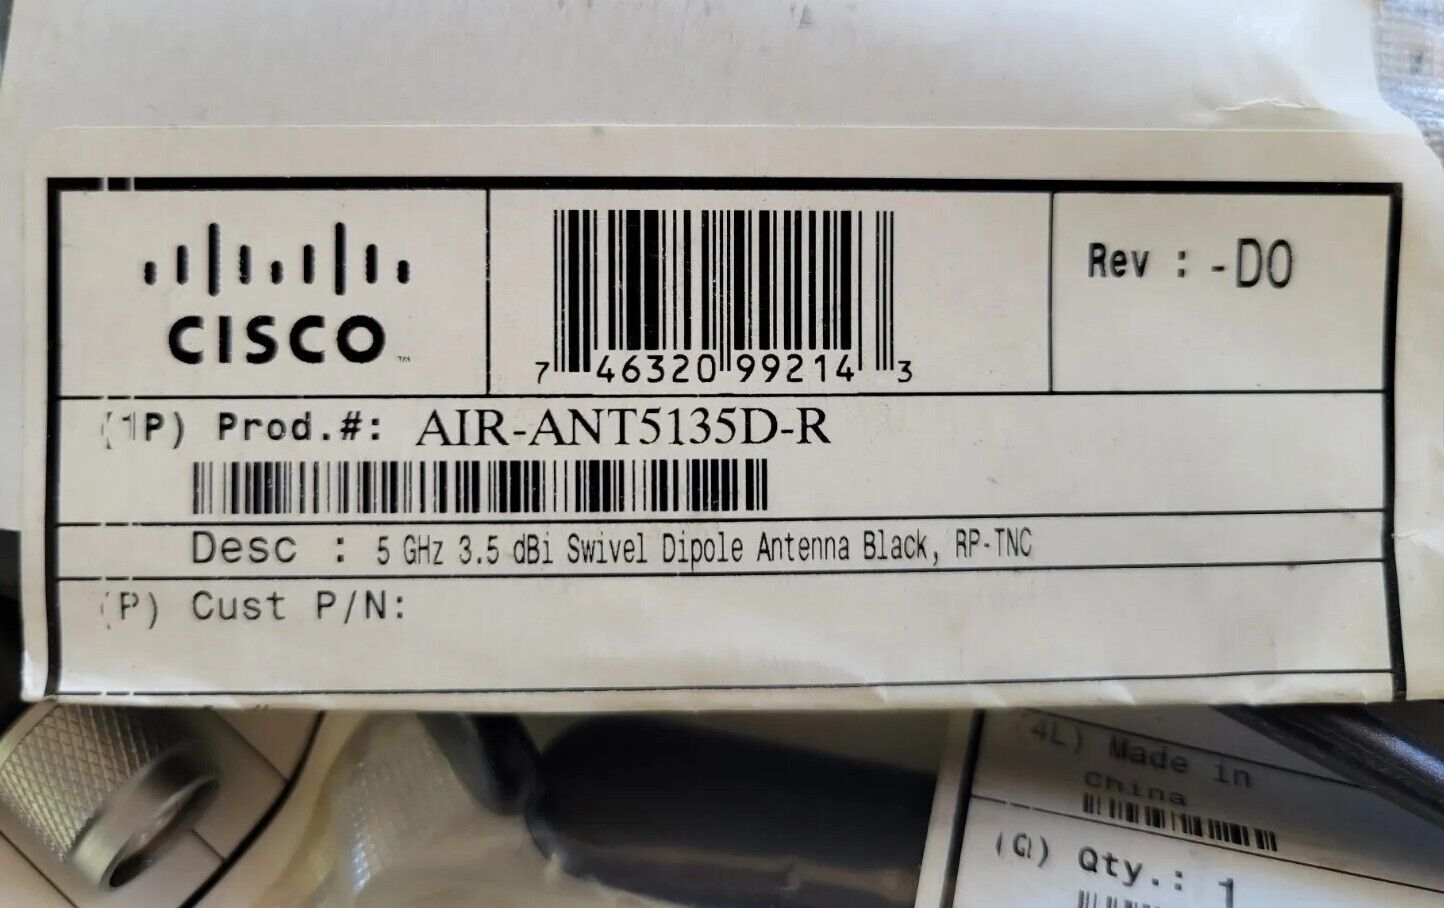 CISCO™
7 46320 99214 3
Rev : -D0
(1P) Prod.#: AIR-ANT5135D-R
Desc : 5 GHz 3.5 dBi Swivel Dipole Antenna Black, RP-TNC
(P) Cust P/N:
(4L) Made in
China
(Q) Qty.: 1